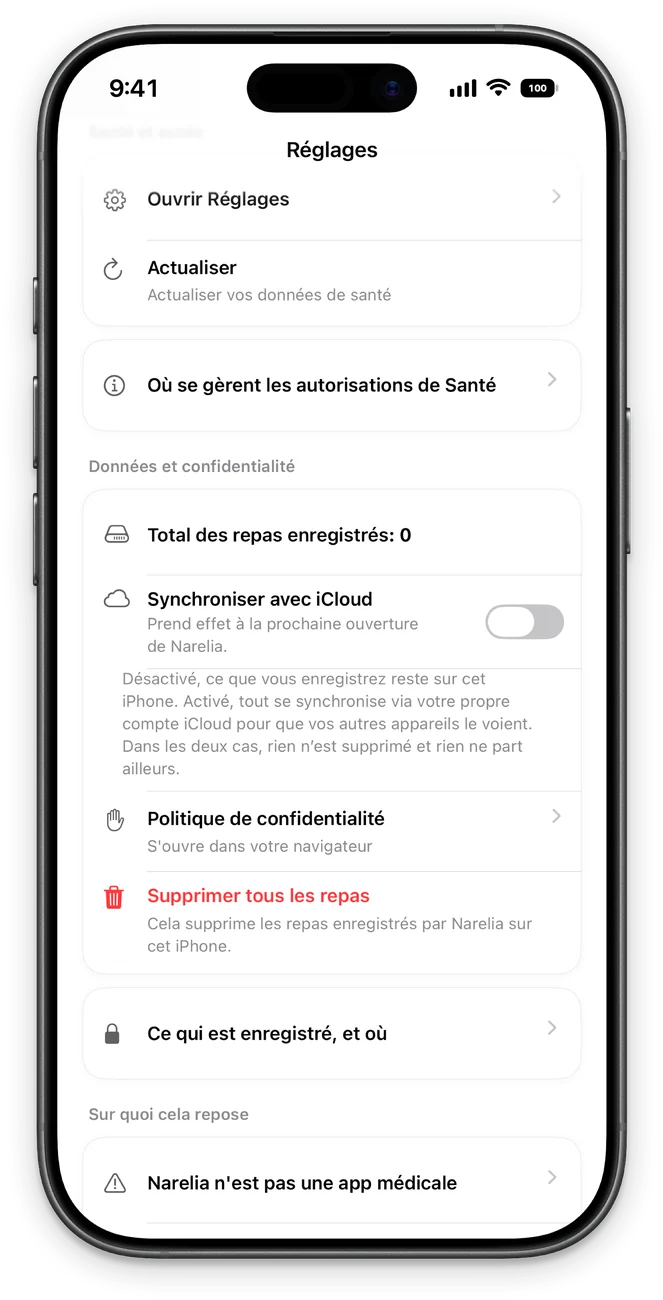 9:41
100
Réglages
Ouvrir Réglages
Actualiser
Actualiser vos données de santé
Où se gèrent les autorisations de Santé
Données et confidentialité
Total des repas enregistrés: 0
Synchroniser avec iCloud
Prend effet à la prochaine ouverture
de Narelia.
Désactivé, ce que vous enregistrez reste sur cet
iPhone. Activé, tout se synchronise via votre propre
compte iCloud pour que vos autres appareils le voient.
Dans les deux cas, rien n’est supprimé et rien ne part
ailleurs.
Politique de confidentialité
S'ouvre dans votre navigateur
Supprimer tous les repas
Cela supprime les repas enregistrés par Narelia sur
cet iPhone.
Ce qui est enregistré, et où
Sur quoi cela repose
Narelia n'est pas une app médicale